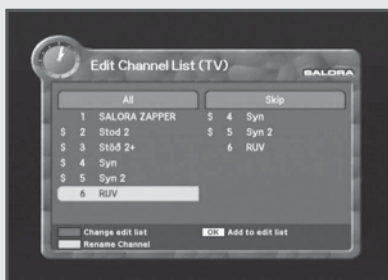 Edit Channel List (TV)
SALORA
All
1 SALORA ZAPPER
S 2 Stod 2
S 3 Stöð 2+
S 4 Syn
S 5 Syn 2
6 RUV
Skip
S 4 Syn
S 5 Syn 2
6 RUV
Change edit list
OK Add to edit list
Rename Channel